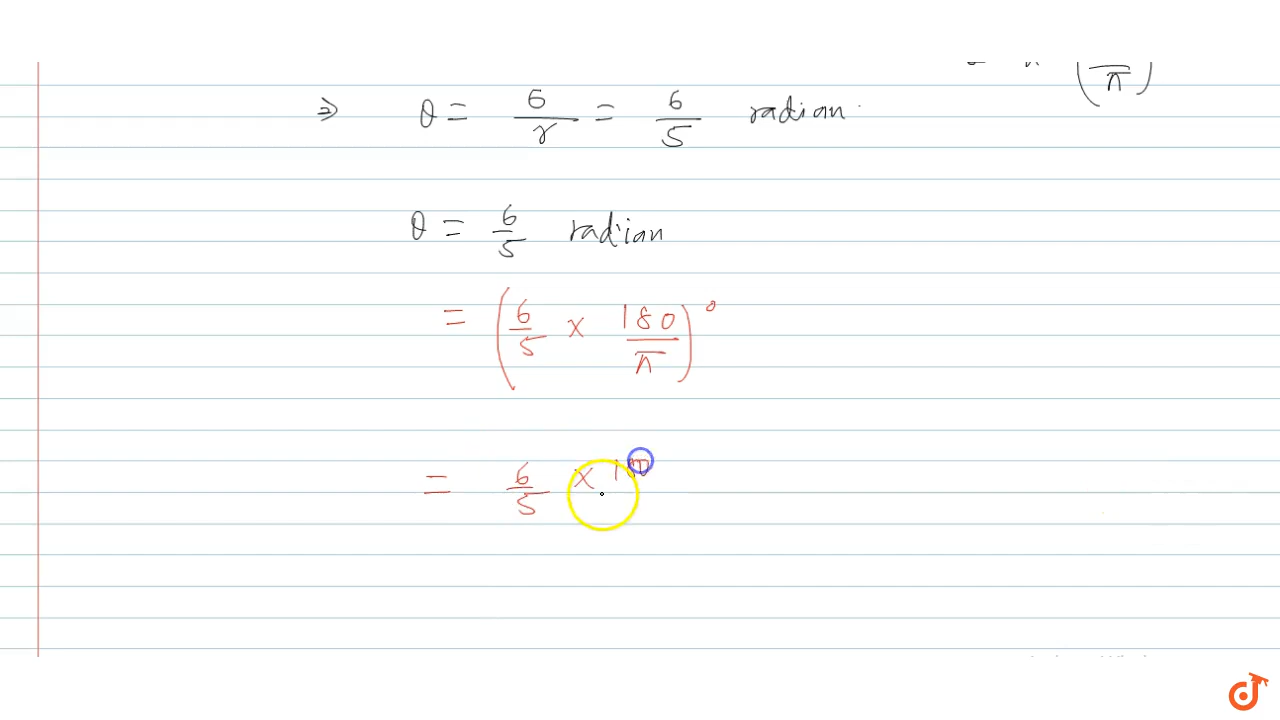 π
⇒ θ = 6/r = 6/5 radian.
θ = 6/5 radian
= (6/5 × 180/π)°
= 6/5 ×